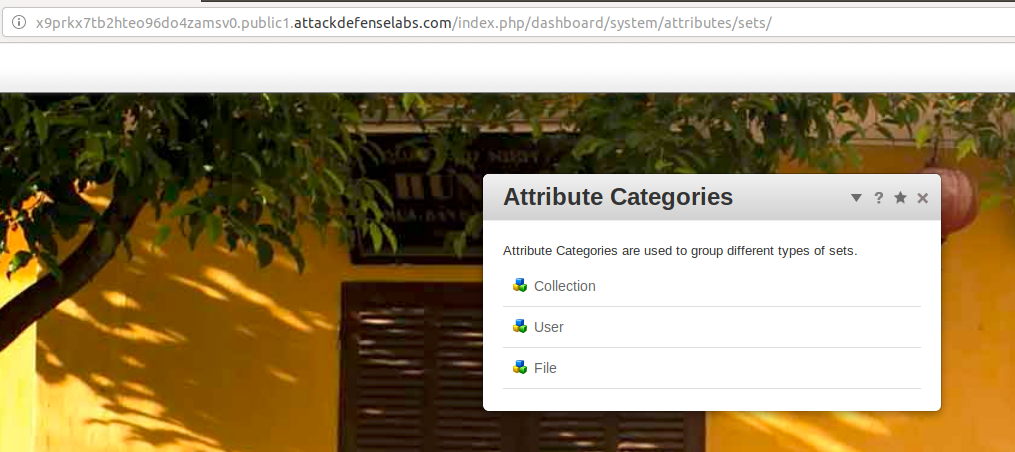 x9prkx7tb2hteo96do4zamsv0.public1.attackdefenselabs.com/index.php/dashboard/system/attributes/sets/
Attribute Categories
?
Attribute Categories are used to group different types of sets.
Collection
User
File